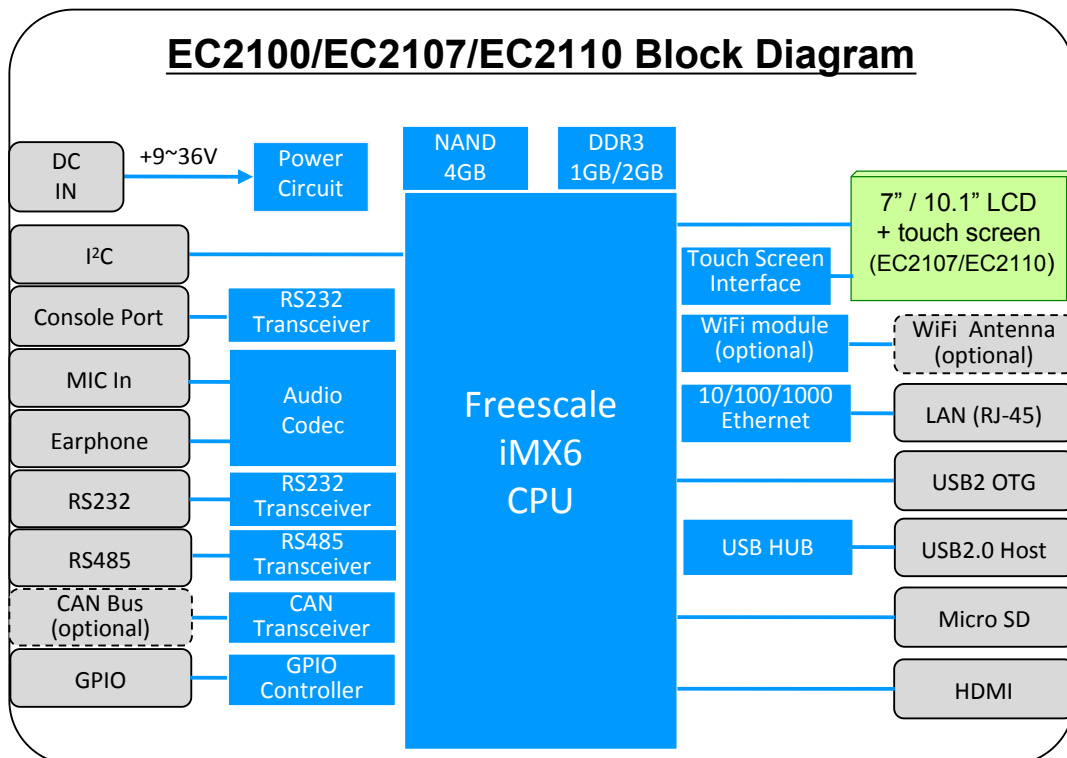 EC2100/EC2107/EC2110 Block Diagram
DC
IN
+9~36V
Power
Circuit
NAND
4GB
DDR3
1GB/2GB
7” / 10.1” LCD
+ touch screen
(EC2107/EC2110)
I²C
Touch Screen
Interface
Console Port
RS232
Transceiver
WiFi module
(optional)
WiFi Antenna
(optional)
MIC In
Audio
Codec
Earphone
Freescale
iMX6
CPU
10/100/1000
Ethernet
LAN (RJ-45)
RS232
RS232
Transceiver
USB2 OTG
RS485
RS485
Transceiver
USB HUB
USB2.0 Host
CAN Bus
(optional)
CAN
Transceiver
Micro SD
GPIO
GPIO
Controller
HDMI